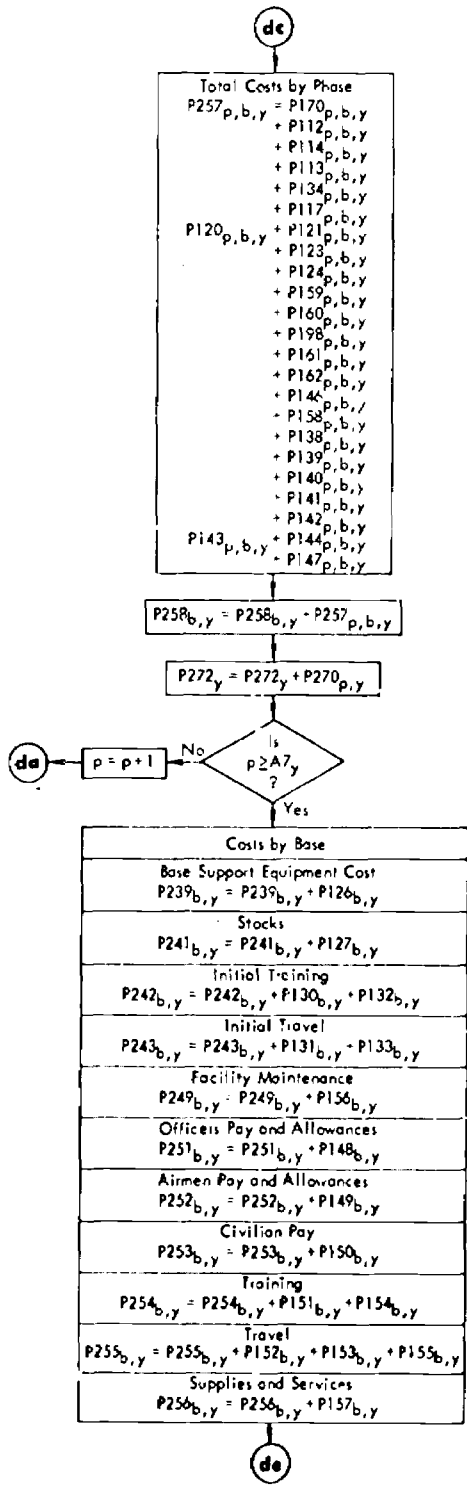 dc
Total Costs by Phase
P257p,b,y = P170p,b,y
+ P112p,b,y
+ P114p,b,y
+ P113p,b,y
+ P134p,b,y
+ P117p,b,y
P120p,b,y + P121p,b,y
+ P123p,b,y
+ P124p,b,y
+ P159p,b,y
+ P160p,b,y
+ P198p,b,y
+ P161p,b,y
+ P162p,b,y
+ P146p,b,y
+ P158p,b,y
+ P138p,b,y
+ P139p,b,y
+ P140p,b,y
+ P141p,b,y
+ P142p,b,y
P143p,b,y + P144p,b,y
+ P147p,b,y
P258b,y = P258b,y + P257p,b,y
P272y = P272y + P270p,y
da
p = p + 1
No
Is
p ≥ A7y
?
Yes
Costs by Base
Base Support Equipment Cost
P239b,y = P239b,y + P126b,y
Stocks
P241b,y = P241b,y + P127b,y
Initial Training
P242b,y = P242b,y + P130b,y + P132b,y
Initial Travel
P243b,y = P243b,y + P131b,y + P133b,y
Facility Maintenance
P249b,y = P249b,y + P156b,y
Officers Pay and Allowances
P251b,y = P251b,y + P148b,y
Airmen Pay and Allowances
P252b,y = P252b,y + P149b,y
Civilian Pay
P253b,y = P253b,y + P150b,y
Training
P254b,y = P254b,y + P151b,y + P154b,y
Travel
P255b,y = P255b,y + P152b,y + P153b,y + P155b,y
Supplies and Services
P256b,y = P256b,y + P157b,y
de